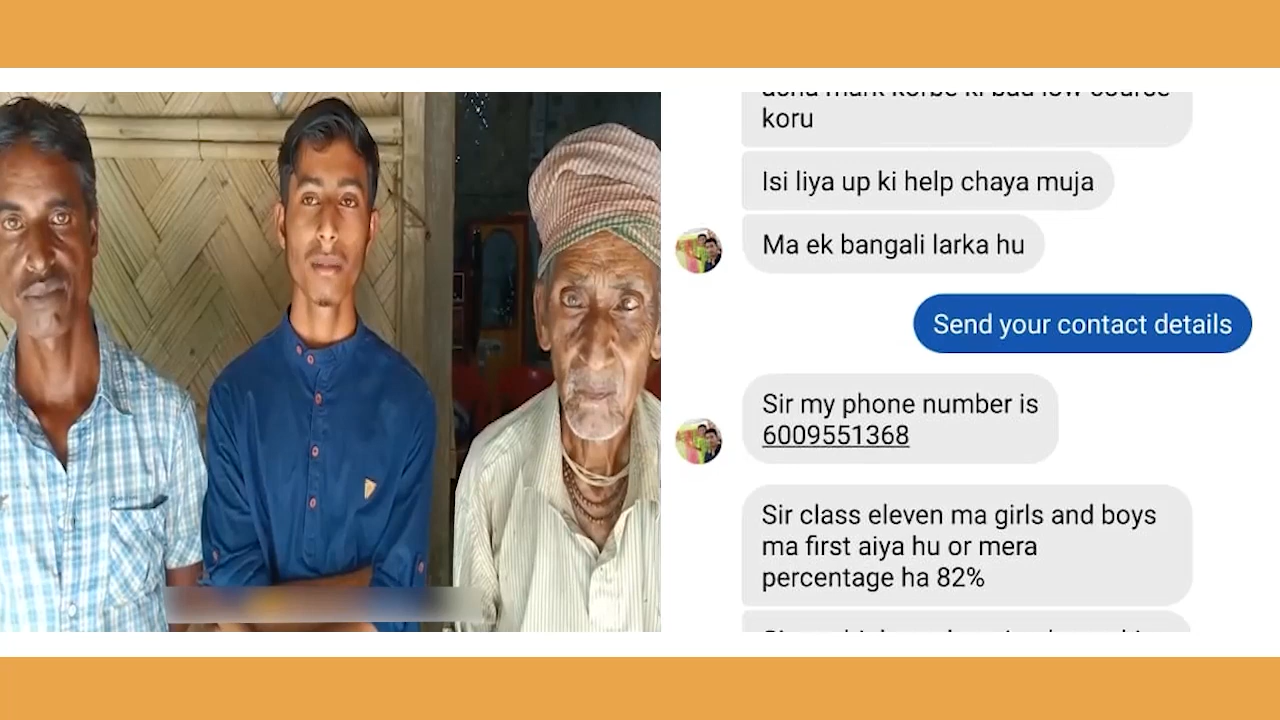 koru
Isi liya up ki help chaya muja
Ma ek bangali larka hu
Send your contact details
Sir my phone number is
6009551368
Sir class eleven ma girls and boys
ma first aiya hu or mera
percentage ha 82%